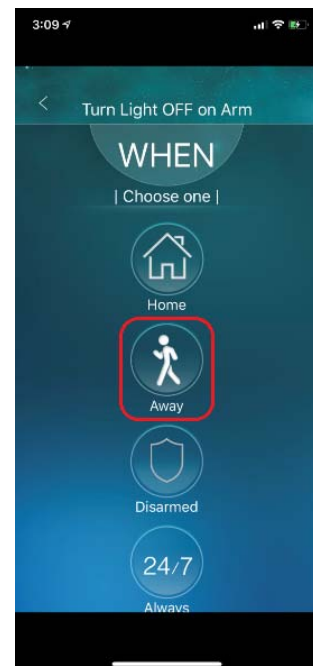 3:09
Turn Light OFF on Arm
WHEN
| Choose one |
Home
Away
Disarmed
24/7
Always